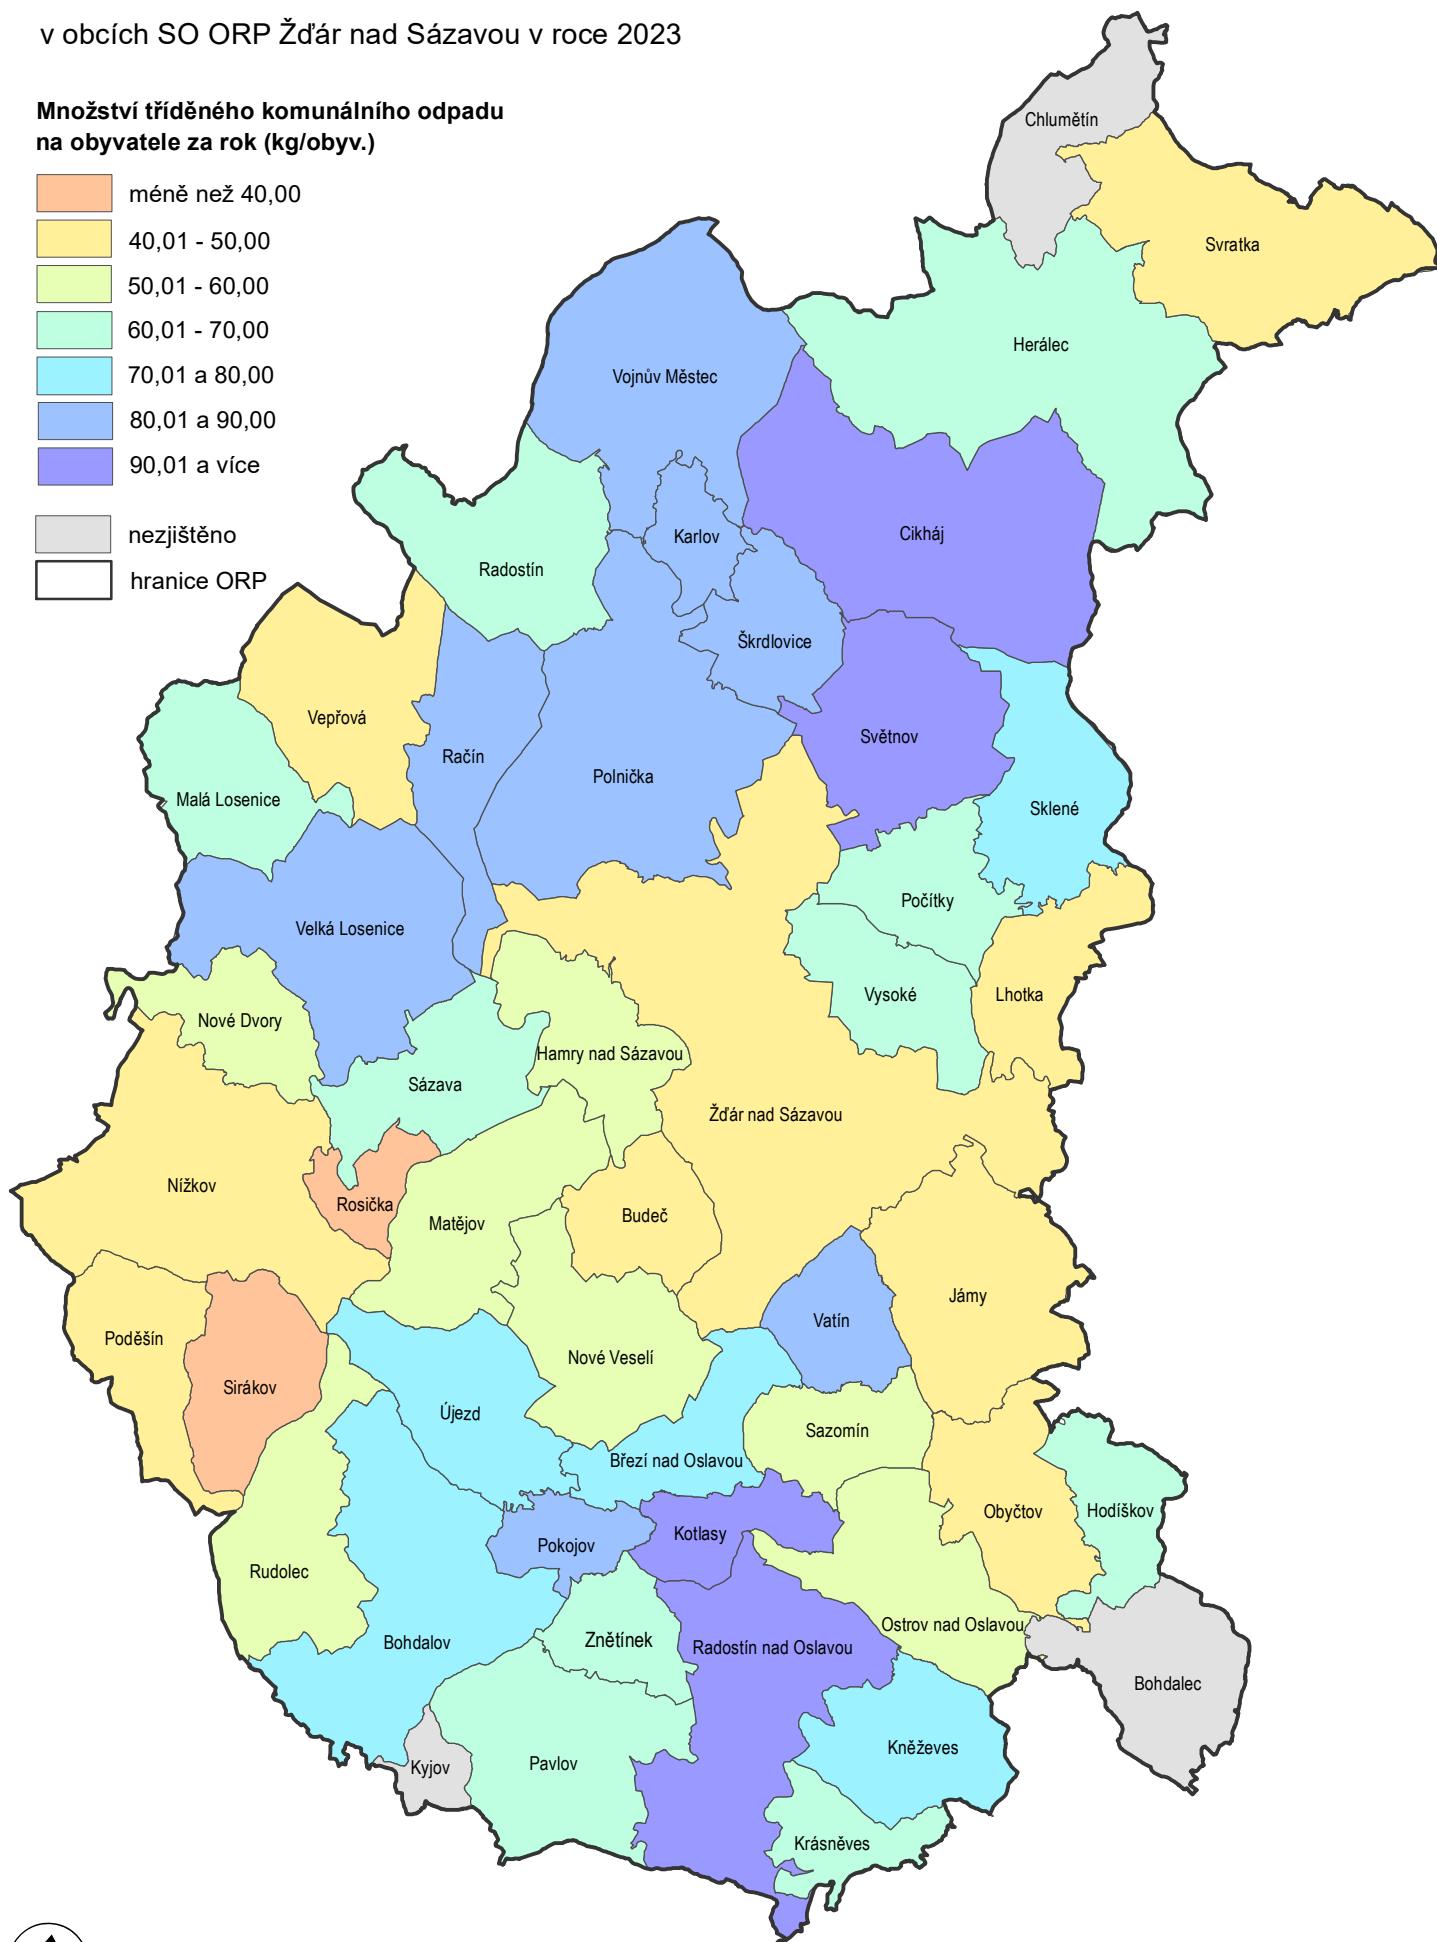 v obcích SO ORP Žďár nad Sázavou v roce 2023
Množství tříděného komunálního odpadu
na obyvatele za rok (kg/obyv.)
méně než 40,00
40,01 - 50,00
50,01 - 60,00
60,01 - 70,00
70,01 a 80,00
80,01 a 90,00
90,01 a více
nezjištěno
hranice ORP
Chlumětín
Svratka
Herálec
Vojnův Městec
Cikháj
Karlov
Radostín
Škrdlovice
Vepřová
Světnov
Račín
Polnička
Malá Losenice
Sklené
Počítky
Velká Losenice
Vysoké
Lhotka
Nové Dvory
Hamry nad Sázavou
Sázava
Žďár nad Sázavou
Nížkov
Rosička
Budeč
Matějov
Jámy
Vatín
Poděšín
Nové Veselí
Sirákov
Újezd
Sazomín
Březí nad Oslavou
Obyčtov
Hodíškov
Kotlasy
Pokojov
Rudolec
Ostrov nad Oslavou
Znětínek
Bohdalov
Radostín nad Oslavou
Bohdalec
Kněževes
Pavlov
Kyjov
Krásněves